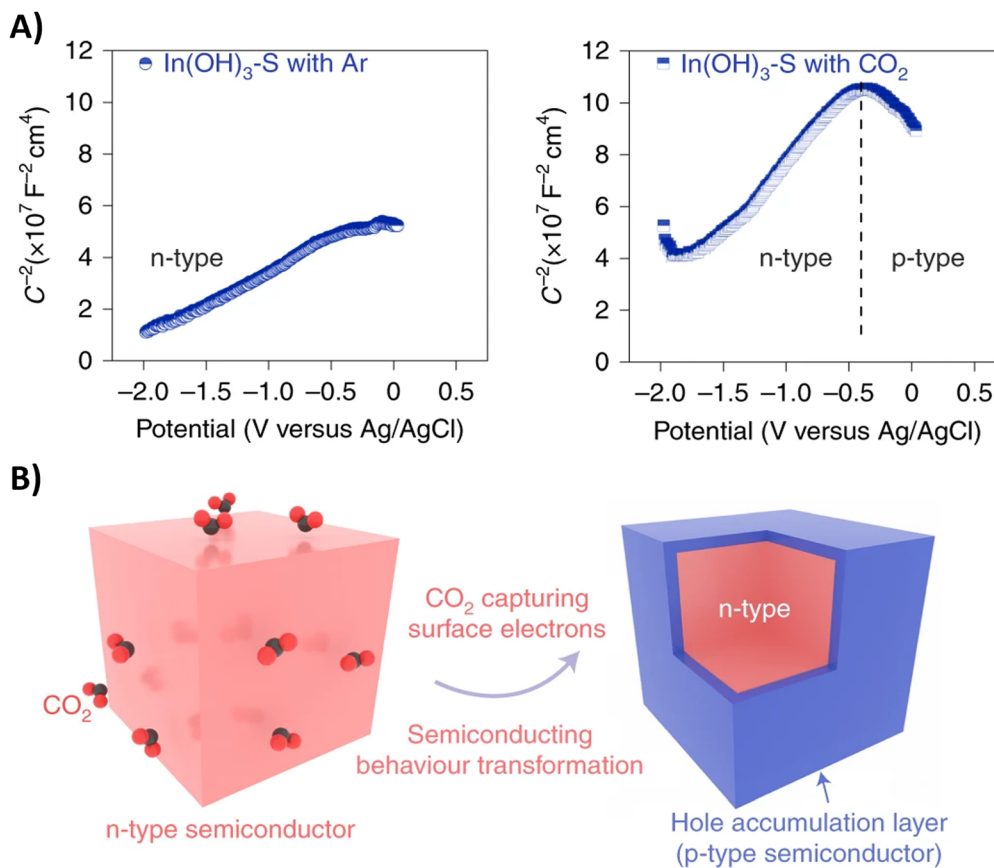 A)
In(OH)₃-S with Ar
12
10
8
6
4
2
0
C⁻² (×10⁷ F⁻² cm⁴)
n-type
−2.0 −1.5 −1.0 −0.5 0 0.5
Potential (V versus Ag/AgCl)
In(OH)₃-S with CO₂
12
10
8
6
4
2
0
C⁻² (×10⁷ F⁻² cm⁴)
n-type p-type
−2.0 −1.5 −1.0 −0.5 0 0.5
Potential (V versus Ag/AgCl)
B)
CO₂
n-type semiconductor
CO₂ capturing
surface electrons
Semiconducting
behaviour transformation
n-type
Hole accumulation layer
(p-type semiconductor)